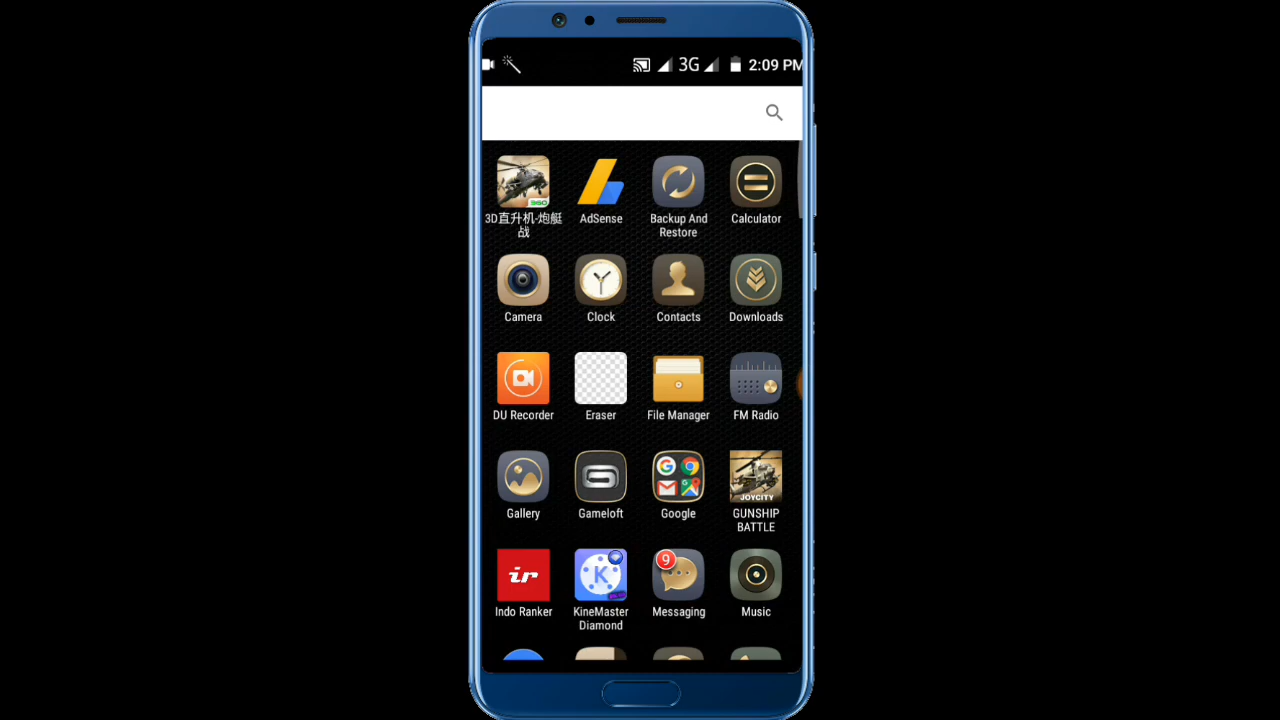 3G 2:09 PM
360
3D直升机-炮艇
战
AdSense
Backup And
Restore
Calculator
Camera
Clock
Contacts
Downloads
DU Recorder
Eraser
File Manager
FM Radio
Gallery
Gameloft
Google
JOYCITY
GUNSHIP
BATTLE
ir
Indo Ranker
K
KineMaster
Diamond
9
Messaging
Music